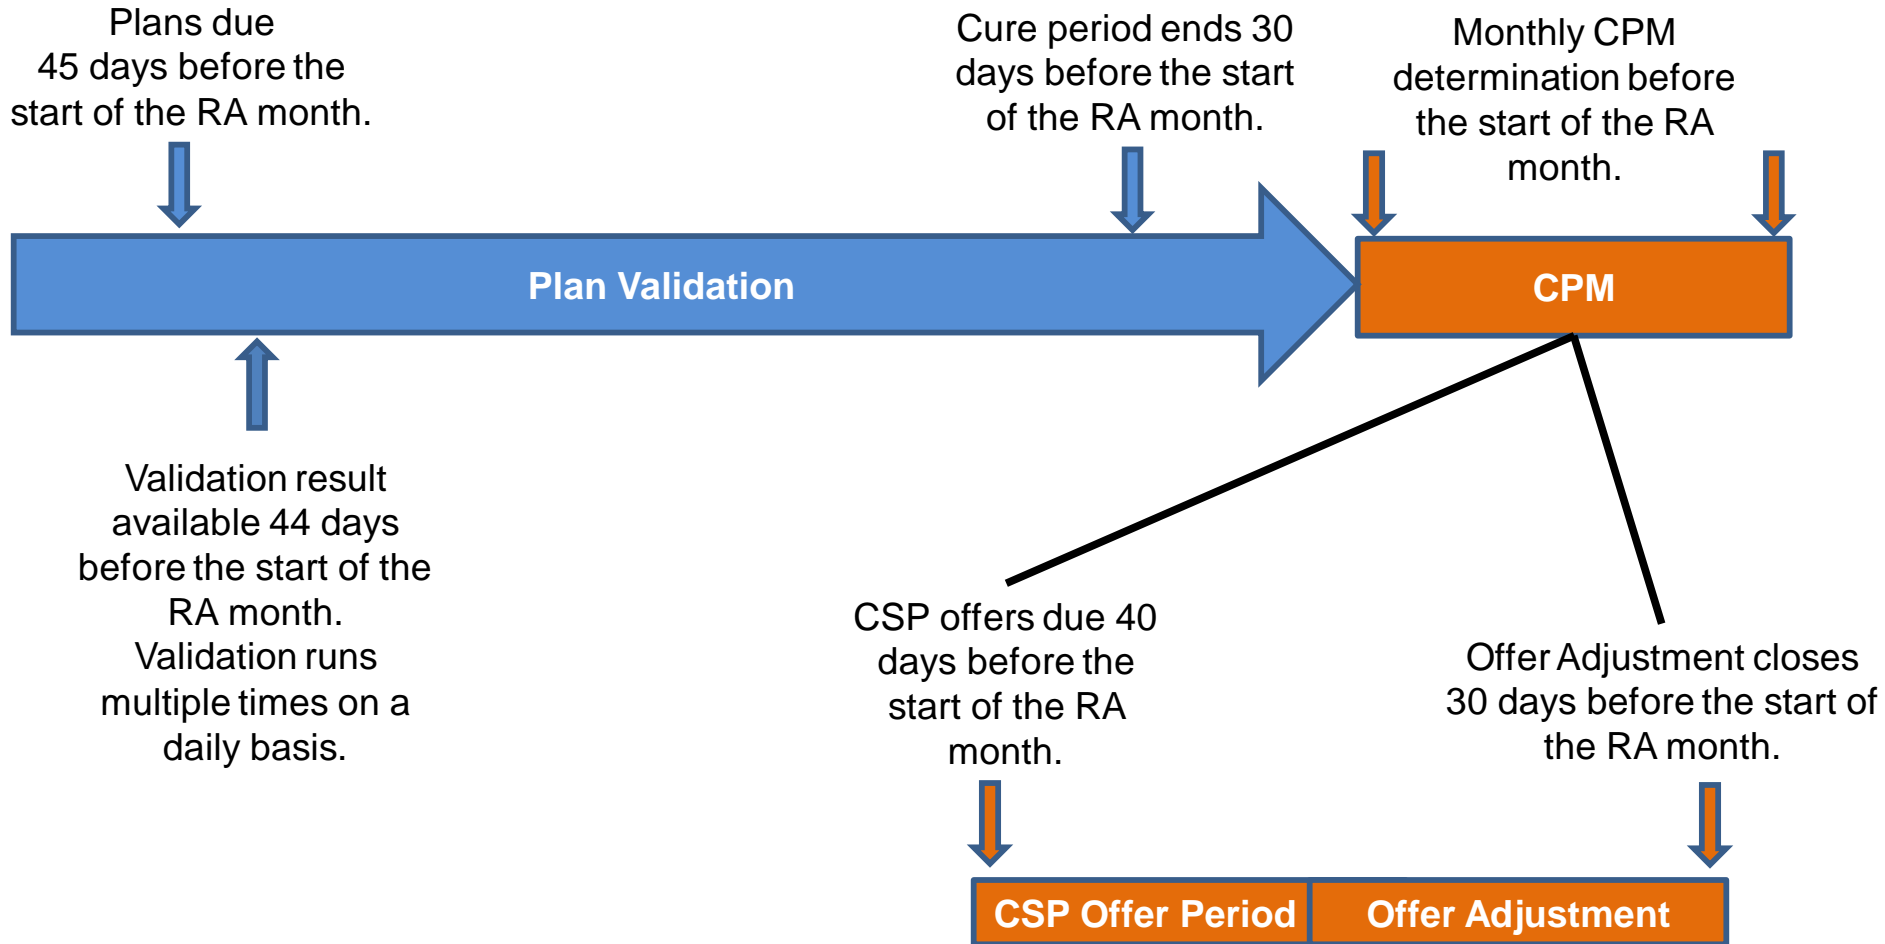 Plans due
45 days before the
start of the RA month.
Cure period ends 30
days before the start
of the RA month.
Monthly CPM
determination before
the start of the RA
month.
Plan Validation
CPM
Validation result
available 44 days
before the start of the
RA month.
Validation runs
multiple times on a
daily basis.
CSP offers due 40
days before the
start of the RA
month.
Offer Adjustment closes
30 days before the start of
the RA month.
CSP Offer Period
Offer Adjustment